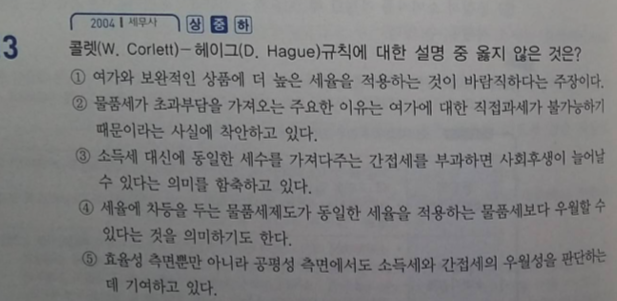 2004 | 세무사 상 중 하
3 콜렛(W. Corlett)-헤이그(D. Hague)규칙에 대한 설명 중 옳지 않은 것은?
① 여가와 보완적인 상품에 더 높은 세율을 적용하는 것이 바람직하다는 주장이다.
② 물품세가 초과부담을 가져오는 주요한 이유는 여가에 대한 직접과세가 불가능하기
때문이라는 사실에 착안하고 있다.
③ 소득세 대신에 동일한 세수를 가져다주는 간접세를 부과하면 사회후생이 늘어날
수 있다는 의미를 함축하고 있다.
④ 세율에 차등을 두는 물품세제도가 동일한 세율을 적용하는 물품세보다 우월할 수
있다는 것을 의미하기도 한다.
⑤ 효율성 측면뿐만 아니라 공평성 측면에서도 소득세와 간접세의 우월성을 판단하는
데 기여하고 있다.